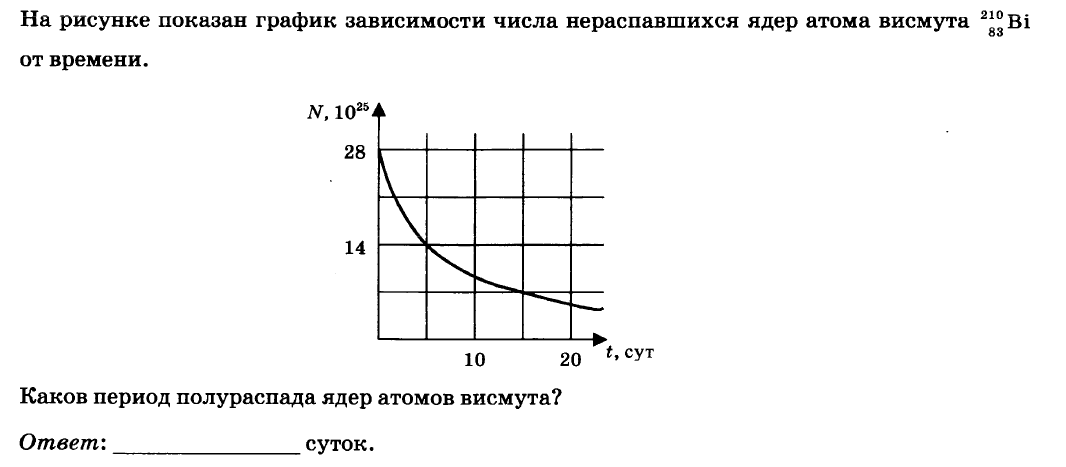 На рисунке показан график зависимости числа нераспавшихся ядер атома висмута ²¹⁰₈₃Bi
от времени.
N, 10²⁵
28
14
10 20 t, сут
Каков период полураспада ядер атомов висмута?
Ответ: _________________ суток.